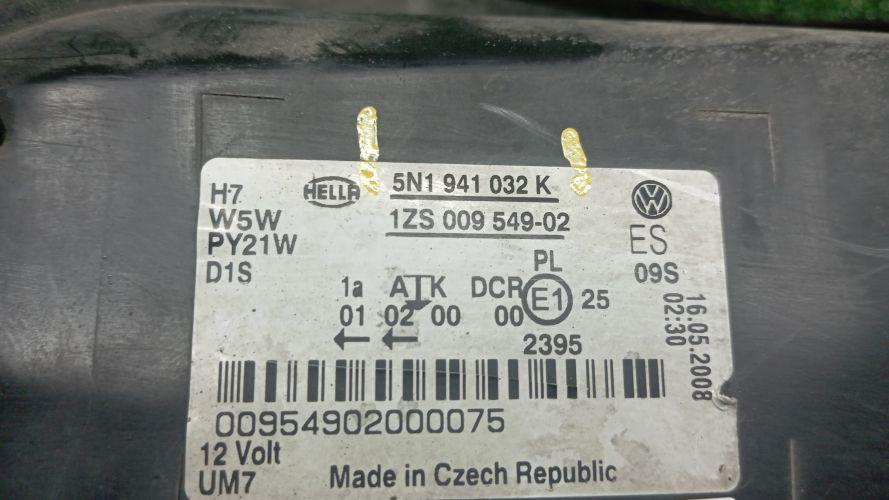 H7
W5W
PY21W
D1S
HELLA
5N1 941 032 K
1ZS 009 549-02
VW
ES
09S
16.05.2008
02:30
1a ATK DCR PL
01 02 00 00 E1 25
2395
00954902000075
12 Volt
UM7
Made in Czech Republic